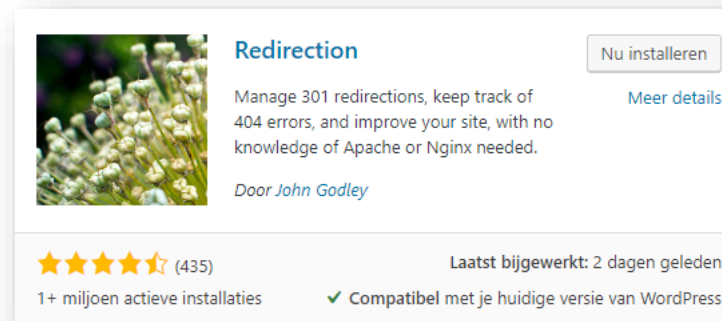 Redirection
Nu installeren
Manage 301 redirections, keep track of
Meer details
404 errors, and improve your site, with no
knowledge of Apache or Nginx needed.
Door John Godley
(435)
Laatst bijgewerkt: 2 dagen geleden
1+ miljoen actieve installaties
Compatibel met je huidige versie van WordPress